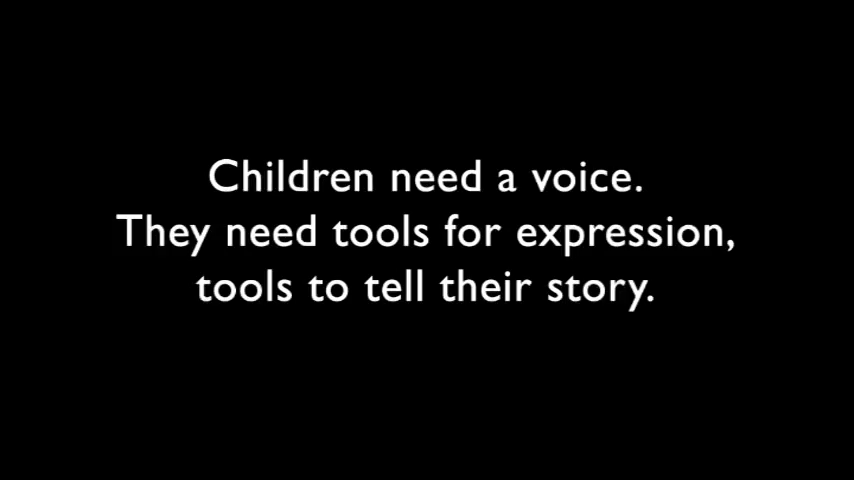 Children need a voice.
They need tools for expression,
tools to tell their story.